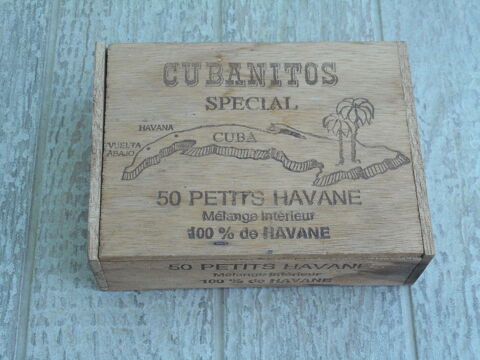 CUBANITOS
SPECIAL
HAVANA
CUBA
VUELTA
ABAJO
50 PETITS HAVANE
Mélange Intérieur
100 % de HAVANE
50 PETITS HAVANE
Mélange Intérieur
100 % de HAVANE